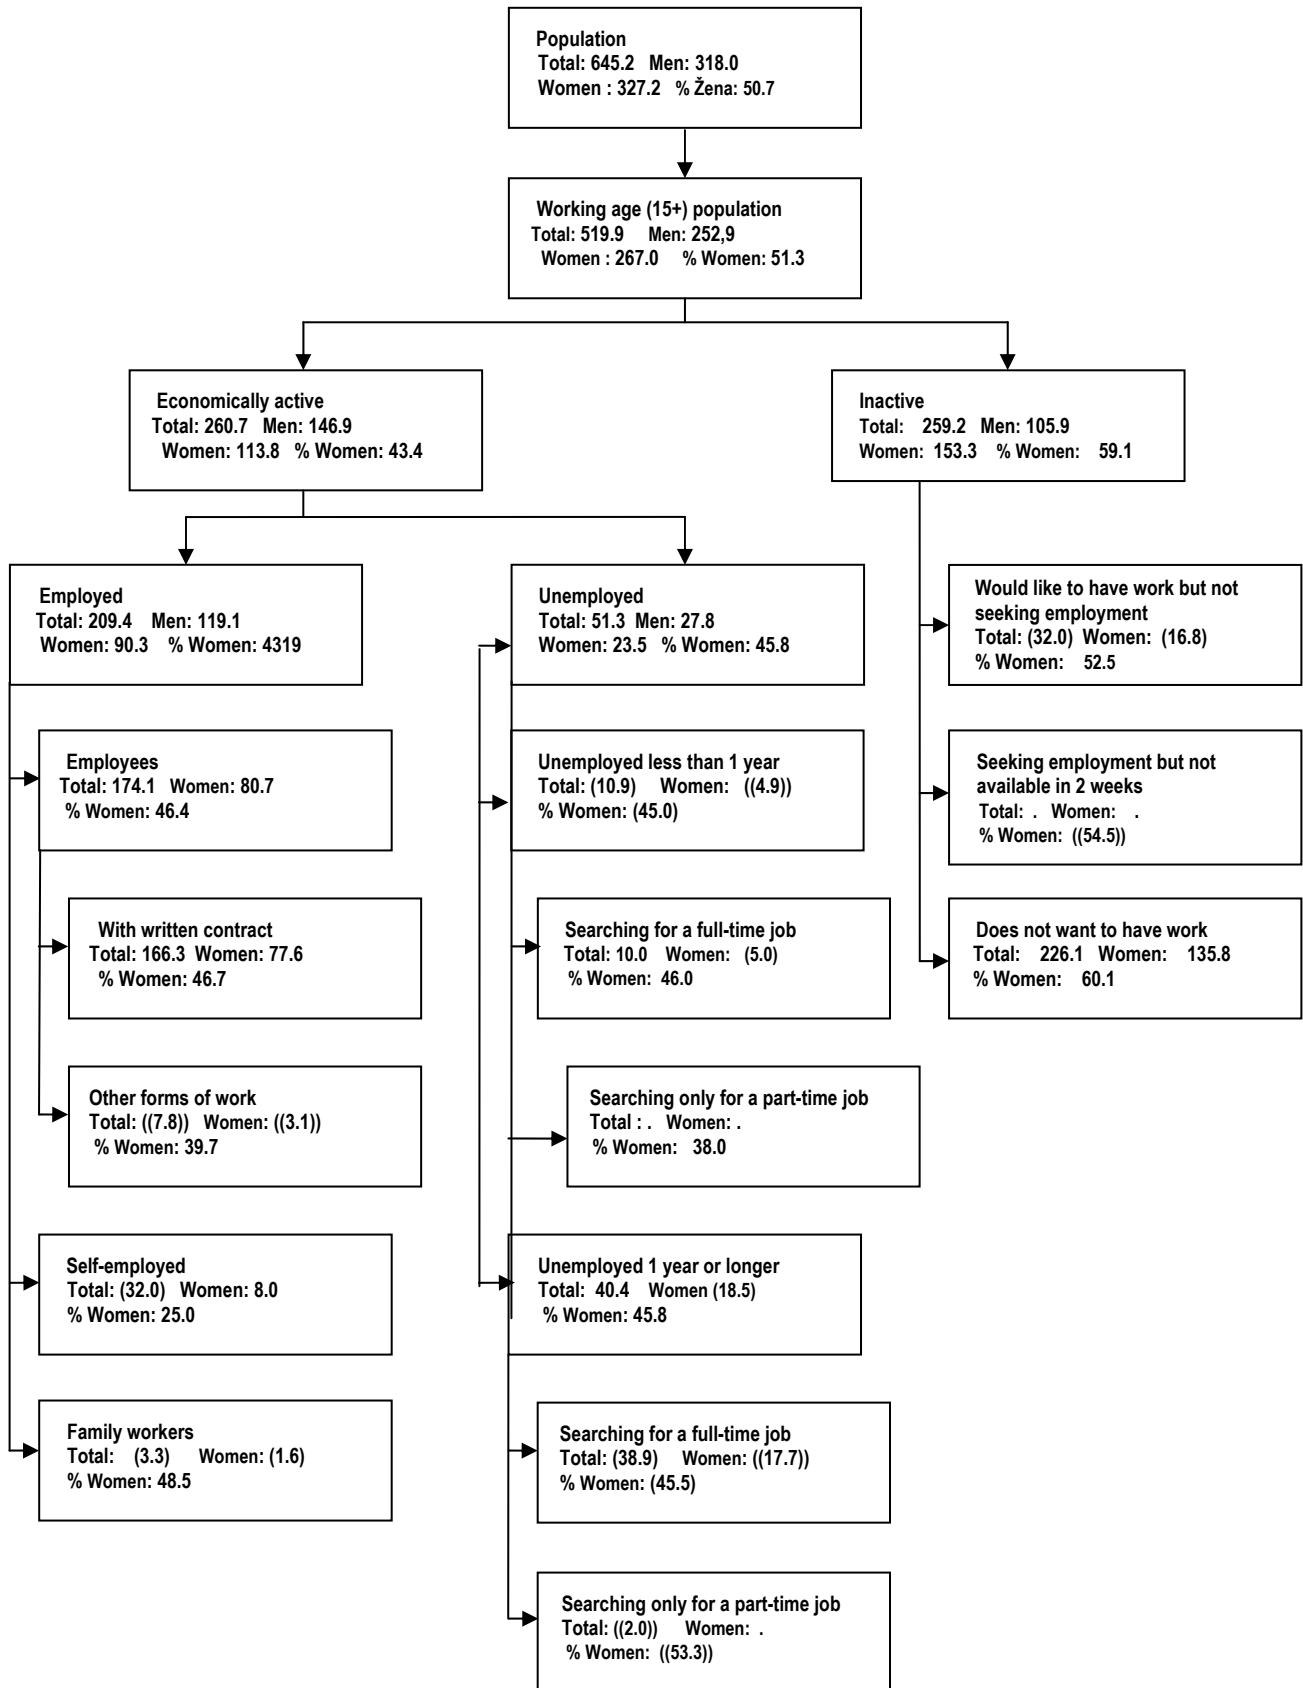 Population
Total: 645.2 Men: 318.0
Women : 327.2 % Žena: 50.7
Working age (15+) population
Total: 519.9 Men: 252,9
Women : 267.0 % Women: 51.3
Economically active
Total: 260.7 Men: 146.9
Women: 113.8 % Women: 43.4
Inactive
Total: 259.2 Men: 105.9
Women: 153.3 % Women: 59.1
Employed
Total: 209.4 Men: 119.1
Women: 90.3 % Women: 4319
Unemployed
Total: 51.3 Men: 27.8
Women: 23.5 % Women: 45.8
Would like to have work but not
seeking employment
Total: (32.0) Women: (16.8)
% Women: 52.5
Employees
Total: 174.1 Women: 80.7
% Women: 46.4
Unemployed less than 1 year
Total: (10.9) Women: ((4.9))
% Women: (45.0)
Seeking employment but not
available in 2 weeks
Total: . Women: .
% Women: ((54.5))
With written contract
Total: 166.3 Women: 77.6
% Women: 46.7
Searching for a full-time job
Total: 10.0 Women: (5.0)
% Women: 46.0
Does not want to have work
Total: 226.1 Women: 135.8
% Women: 60.1
Other forms of work
Total: ((7.8)) Women: ((3.1))
% Women: 39.7
Searching only for a part-time job
Total : . Women: .
% Women: 38.0
Self-employed
Total: (32.0) Women: 8.0
% Women: 25.0
Unemployed 1 year or longer
Total: 40.4 Women (18.5)
% Women: 45.8
Family workers
Total: (3.3) Women: (1.6)
% Women: 48.5
Searching for a full-time job
Total: (38.9) Women: ((17.7))
% Women: (45.5)
Searching only for a part-time job
Total: ((2.0)) Women: .
% Women: ((53.3))